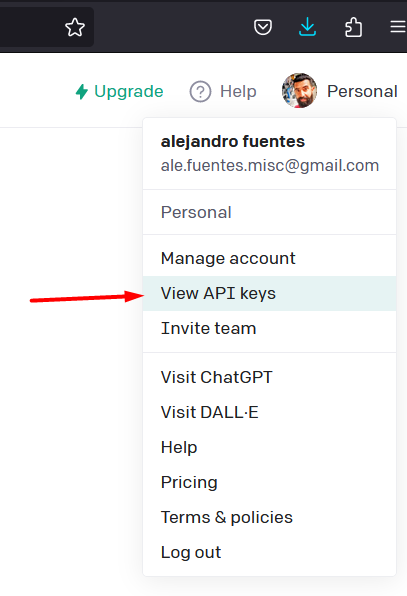 Upgrade
Help
Personal
alejandro fuentes
ale.fuentes.misc@gmail.com
Personal
Manage account
View API keys
Invite team
Visit ChatGPT
Visit DALL·E
Help
Pricing
Terms & policies
Log out